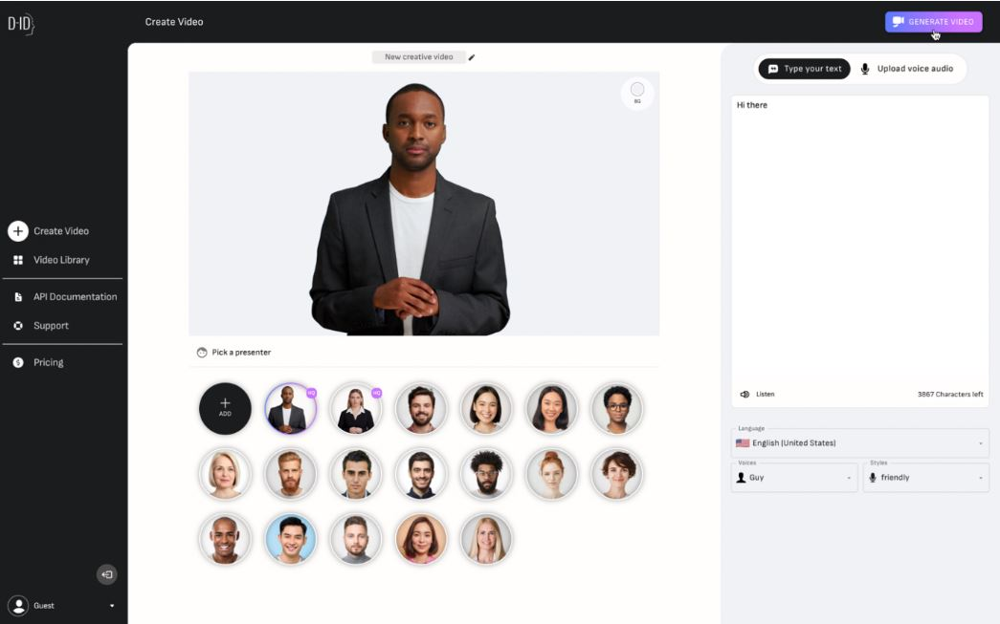 D-ID
Create Video
GENERATE VIDEO
New creative video
BG
Type your text
Upload voice audio
Hi there
Create Video
Video Library
API Documentation
Support
Pricing
Pick a presenter
ADD
HQ
HQ
Listen
3867 Characters left
Language
English (United States)
Voices
Guy
Styles
friendly
Guest